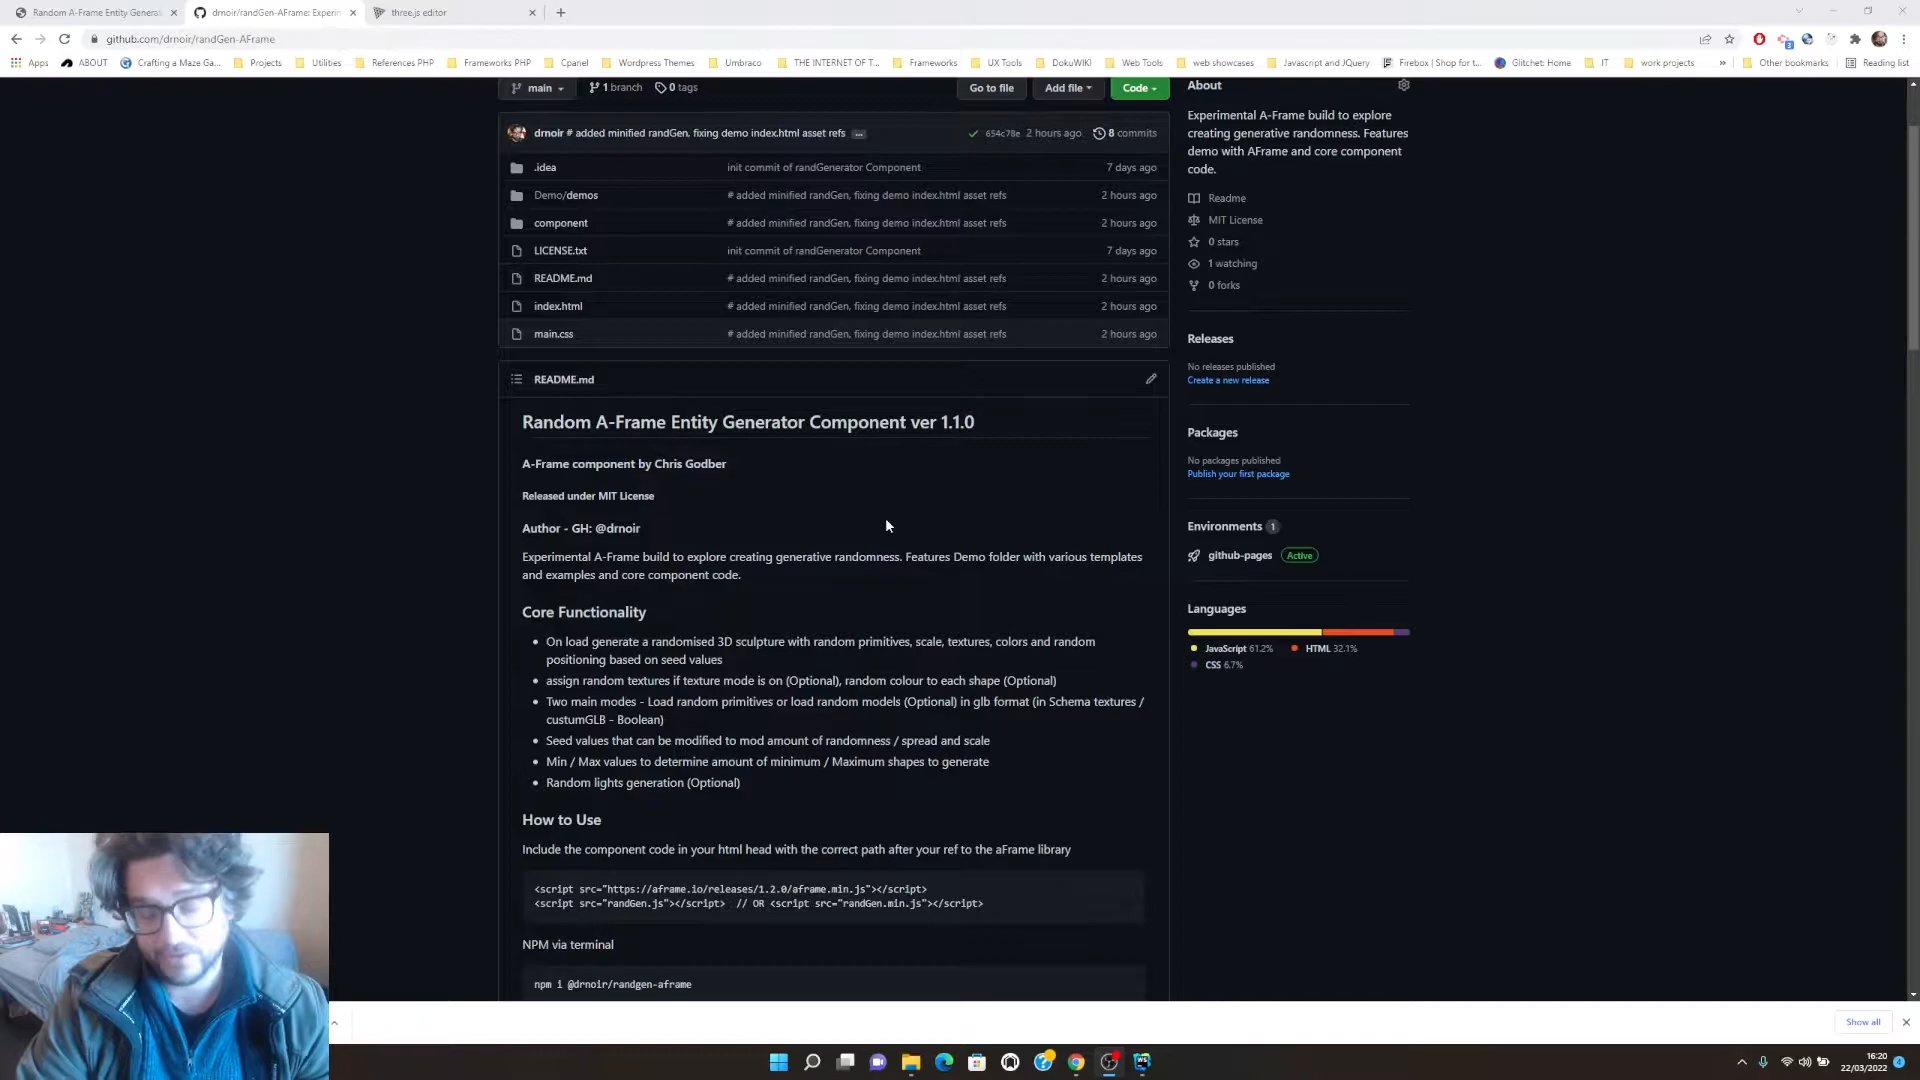 Random A-Frame Entity Generat
drnoir/randGen-AFrame: Experim
three.js editor
github.com/drnoir/randGen-AFrame
Apps
ABOUT
Crafting a Maze Ga...
Projects
Utilities
References PHP
Frameworks PHP
Cpanel
Wordpress Themes
Umbraco
THE INTERNET OF T...
Frameworks
UX Tools
DokuWIKI
Web Tools
web showcases
Javascript and JQuery
Firebox | Shop for t...
Glitchet: Home
IT
work projects
»
Other bookmarks
Reading list
main
1 branch
0 tags
Go to file
Add file
Code
drnoir # added minified randGen, fixing demo index.html asset refs ...
654c78e 2 hours ago
8 commits
.idea
init commit of randGenerator Component
7 days ago
Demo/demos
# added minified randGen, fixing demo index.html asset refs
2 hours ago
component
# added minified randGen, fixing demo index.html asset refs
2 hours ago
LICENSE.txt
init commit of randGenerator Component
7 days ago
README.md
# added minified randGen, fixing demo index.html asset refs
2 hours ago
index.html
# added minified randGen, fixing demo index.html asset refs
2 hours ago
main.css
# added minified randGen, fixing demo index.html asset refs
2 hours ago
README.md
Random A-Frame Entity Generator Component ver 1.1.0
A-Frame component by Chris Godber
Released under MIT License
Author - GH: @drnoir
Experimental A-Frame build to explore creating generative randomness. Features Demo folder with various templates
and examples and core component code.
Core Functionality
On load generate a randomised 3D sculpture with random primitives, scale, textures, colors and random
positioning based on seed values
assign random textures if texture mode is on (Optional), random colour to each shape (Optional)
Two main modes - Load random primitives or load random models (Optional) in glb format (in Schema textures /
custumGLB - Boolean)
Seed values that can be modified to mod amount of randomness / spread and scale
Min / Max values to determine amount of minimum / Maximum shapes to generate
Random lights generation (Optional)
How to Use
Include the component code in your html head with the correct path after your ref to the aFrame library
<script src="https://aframe.io/releases/1.2.0/aframe.min.js"></script>
<script src="randGen.js"></script>  // OR <script src="randGen.min.js"></script>
NPM via terminal
npm i @drnoir/randgen-aframe
About
Experimental A-Frame build to explore
creating generative randomness. Features
demo with AFrame and core component
code.
Readme
MIT License
0 stars
1 watching
0 forks
Releases
No releases published
Create a new release
Packages
No packages published
Publish your first package
Environments 1
github-pages Active
Languages
JavaScript 61.2%
HTML 32.1%
CSS 6.7%
Show all
16:20
22/03/2022
4